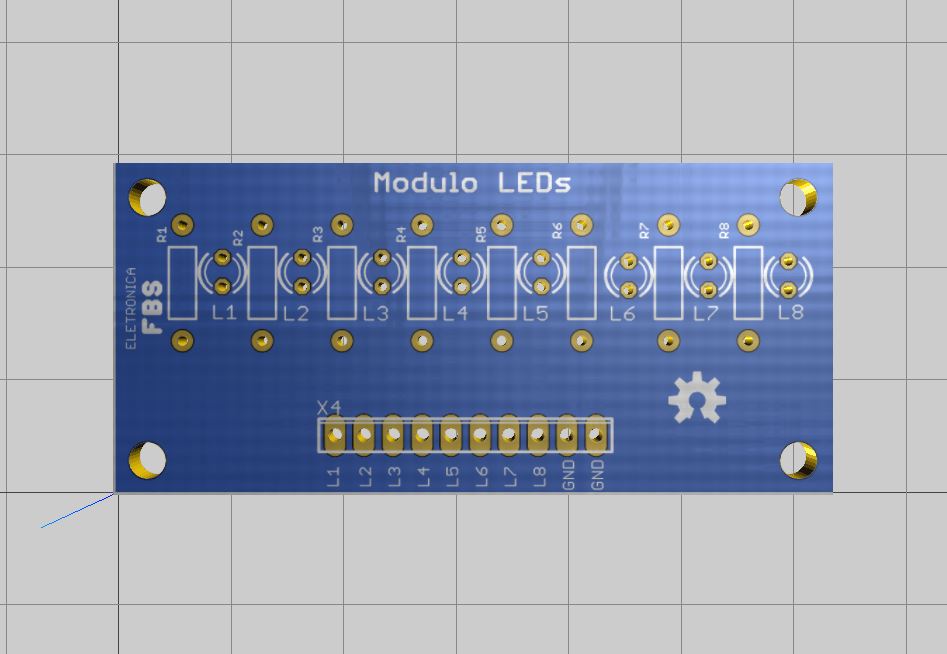 Modulo LEDs
R1 R2 R3 R4 R5 R6 R7 R8
ELETRONICA
FBS
L1 L2 L3 L4 L5 L6 L7 L8
X4
L1 L2 L3 L4 L5 L6 L7 L8 GND GND